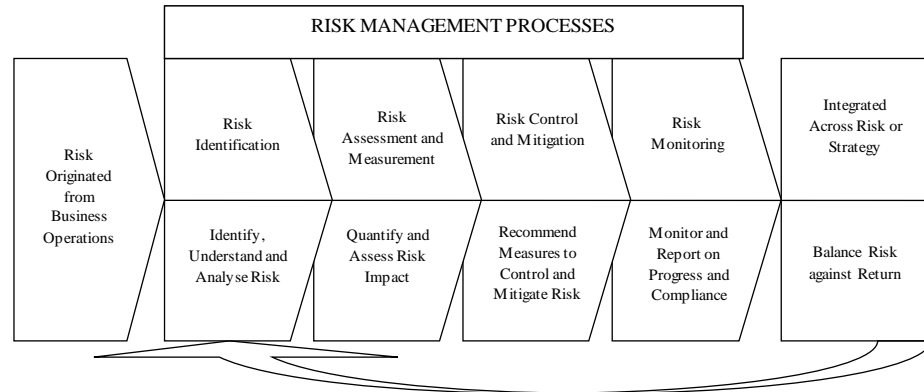 RISK MANAGEMENT PROCESSES
Risk
Originated
from
Business
Operations
Risk
Identification
Risk
Assessment and
Measurement
Risk Control
and Mitigation
Risk
Monitoring
Integrated
Across Risk or
Strategy
Identify,
Understand and
Analyse Risk
Quantify and
Assess Risk
Impact
Recommend
Measures to
Control and
Mitigate Risk
Monitor and
Report on
Progress and
Compliance
Balance Risk
against Return